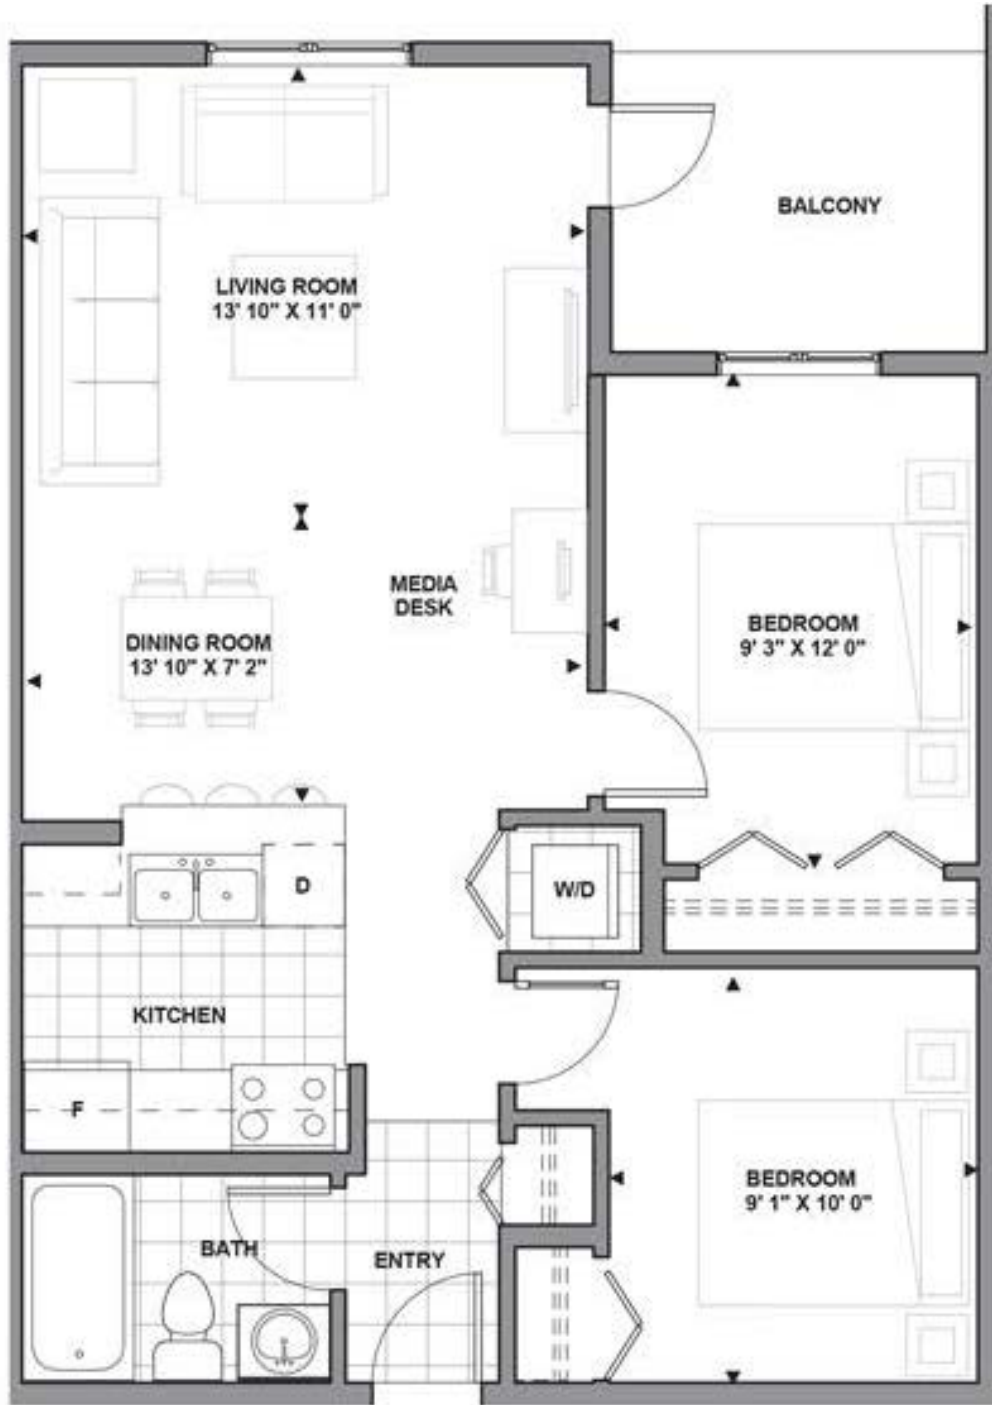 BALCONY
LIVING ROOM
13' 10" X 11' 0"
MEDIA
DESK
DINING ROOM
13' 10" X 7' 2"
BEDROOM
9' 3" X 12' 0"
D
W/D
KITCHEN
F
BEDROOM
9' 1" X 10' 0"
BATH
ENTRY